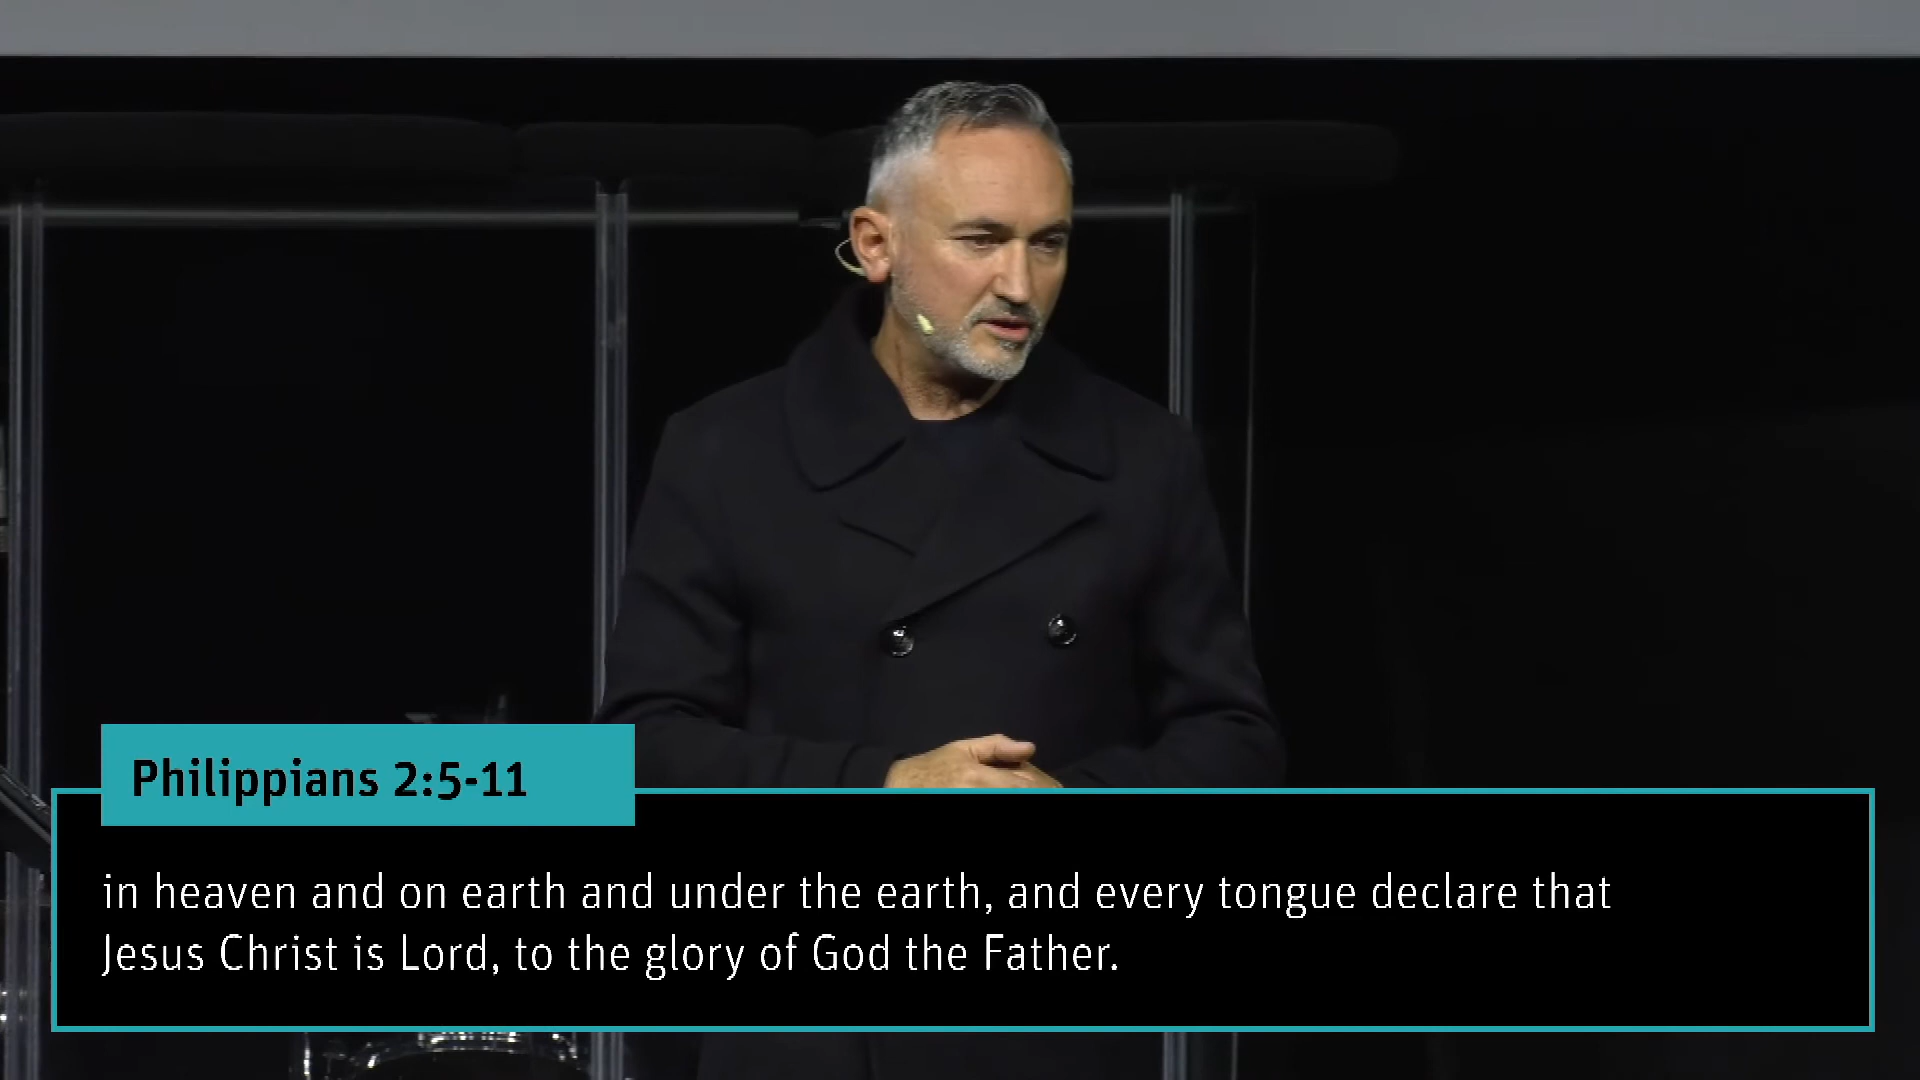 Philippians 2:5-11
in heaven and on earth and under the earth, and every tongue declare that
Jesus Christ is Lord, to the glory of God the Father.